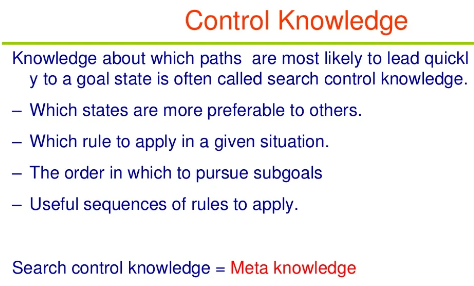 Control Knowledge
Knowledge about which paths are most likely to lead quickl
y to a goal state is often called search control knowledge.
– Which states are more preferable to others.
– Which rule to apply in a given situation.
– The order in which to pursue subgoals
– Useful sequences of rules to apply.
Search control knowledge = Meta knowledge